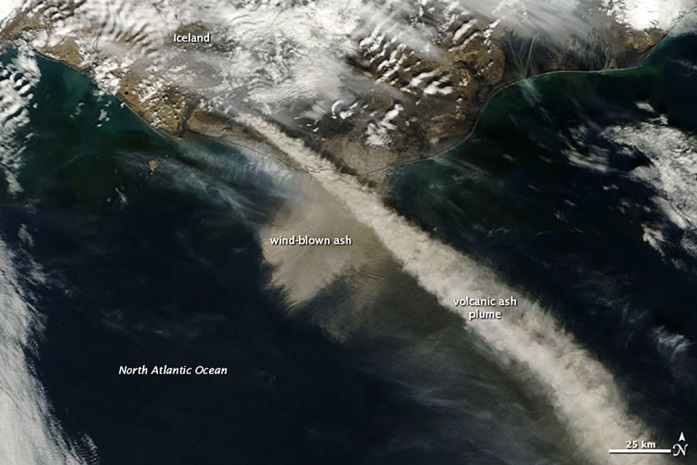 Iceland
wind-blown ash
volcanic ash
plume
North Atlantic Ocean
25 km
N